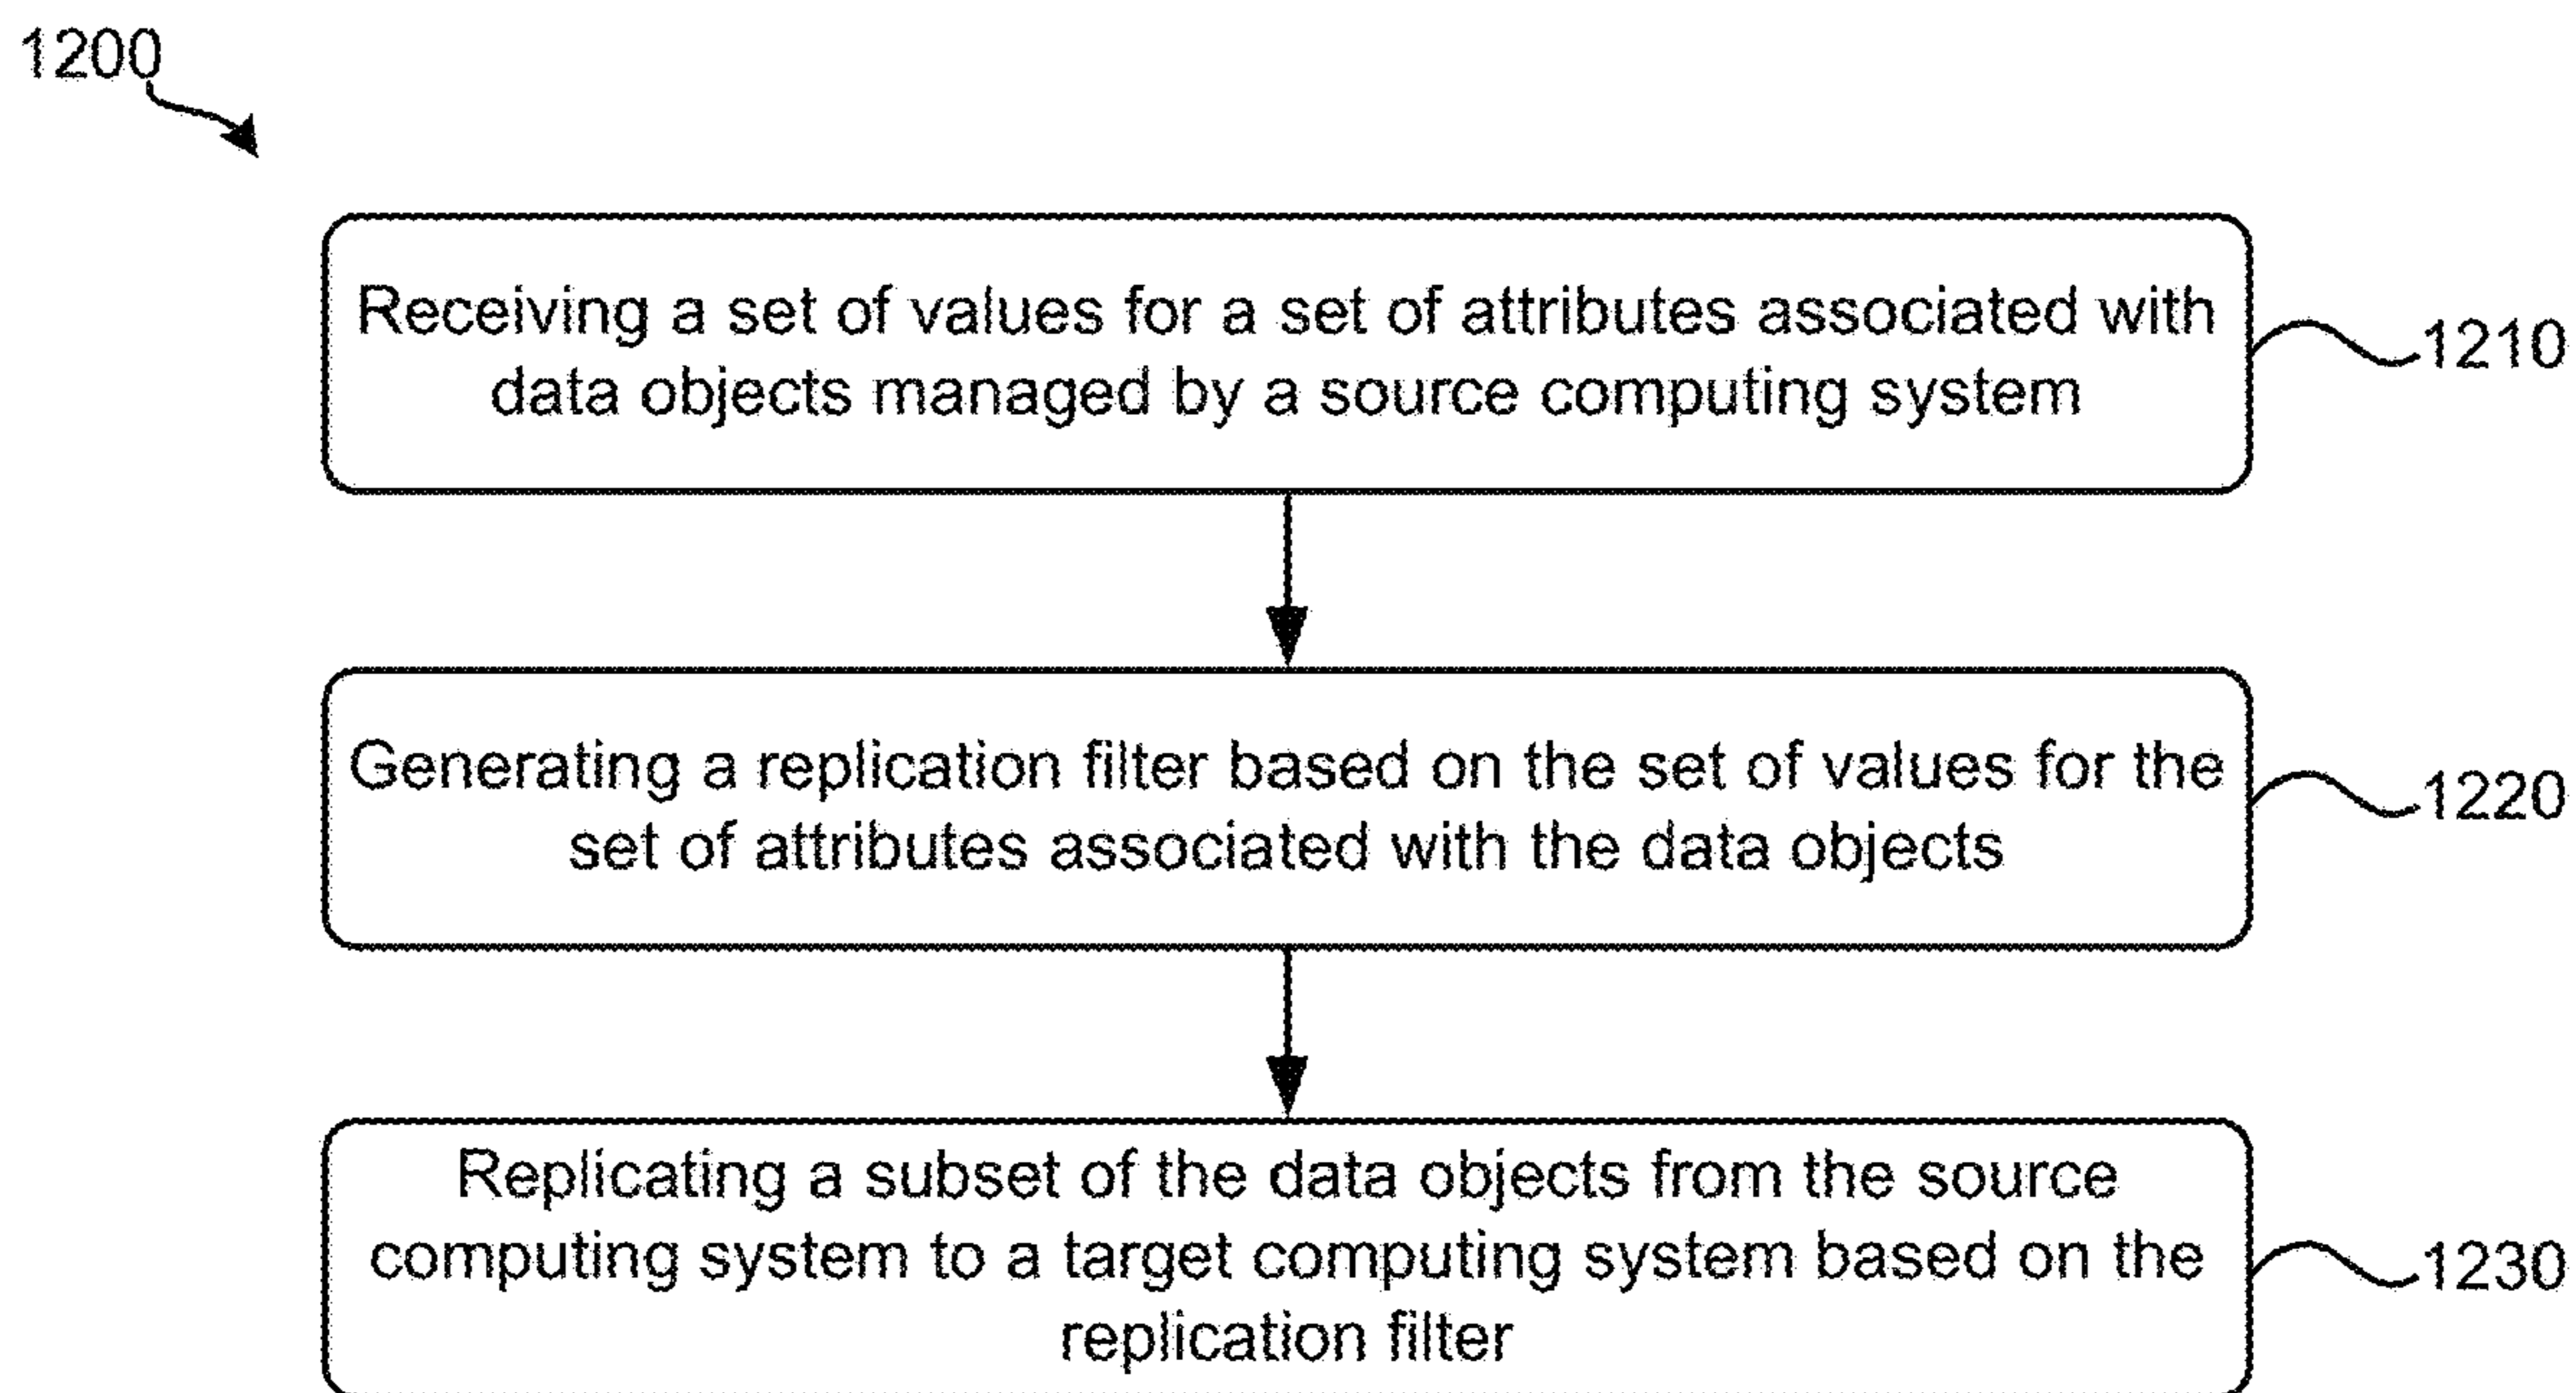 1200
Receiving a set of values for a set of attributes associated with
data objects managed by a source computing system
1210
Generating a replication filter based on the set of values for the
set of attributes associated with the data objects
1220
Replicating a subset of the data objects from the source
computing system to a target computing system based on the
replication filter
1230